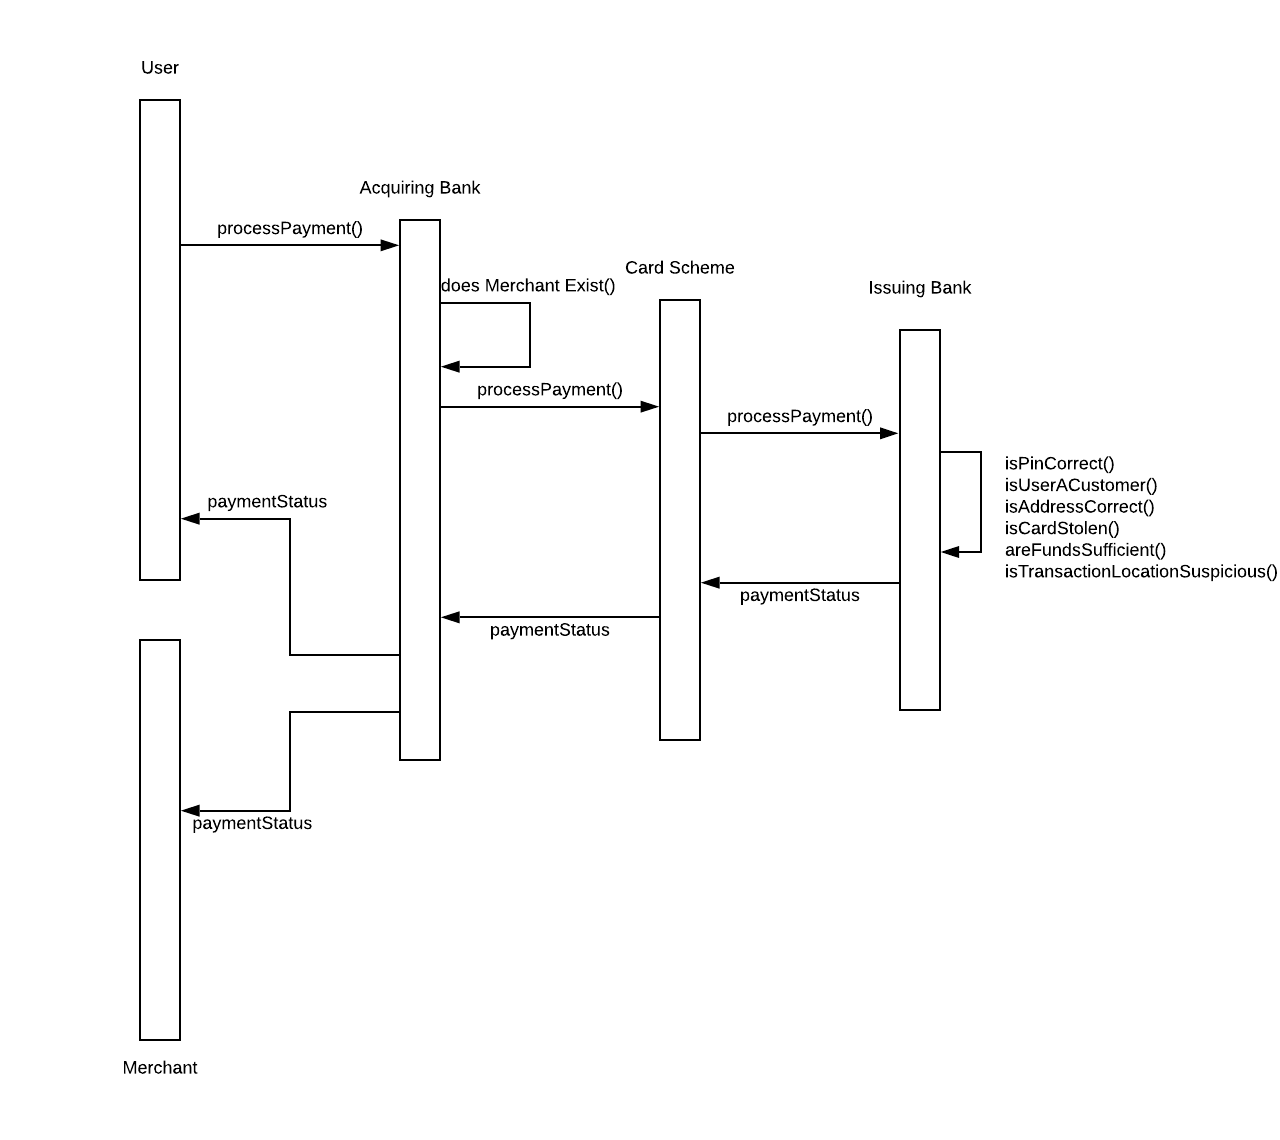 User
Acquiring Bank
processPayment()
Card Scheme
does Merchant Exist()
Issuing Bank
processPayment()
processPayment()
isPinCorrect()
isUserACustomer()
isAddressCorrect()
isCardStolen()
areFundsSufficient()
isTransactionLocationSuspicious()
paymentStatus
paymentStatus
paymentStatus
paymentStatus
Merchant